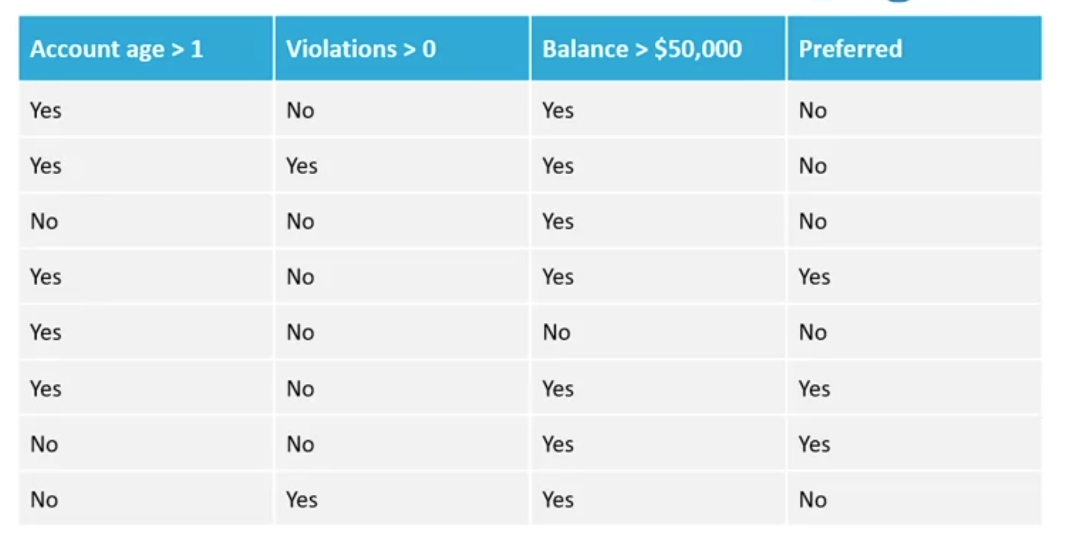 Account age > 1 Violations > 0 Balance > $50,000 Preferred
Yes No Yes No
Yes Yes Yes No
No No Yes No
Yes No Yes Yes
Yes No No No
Yes No Yes Yes
No No Yes Yes
No Yes Yes No